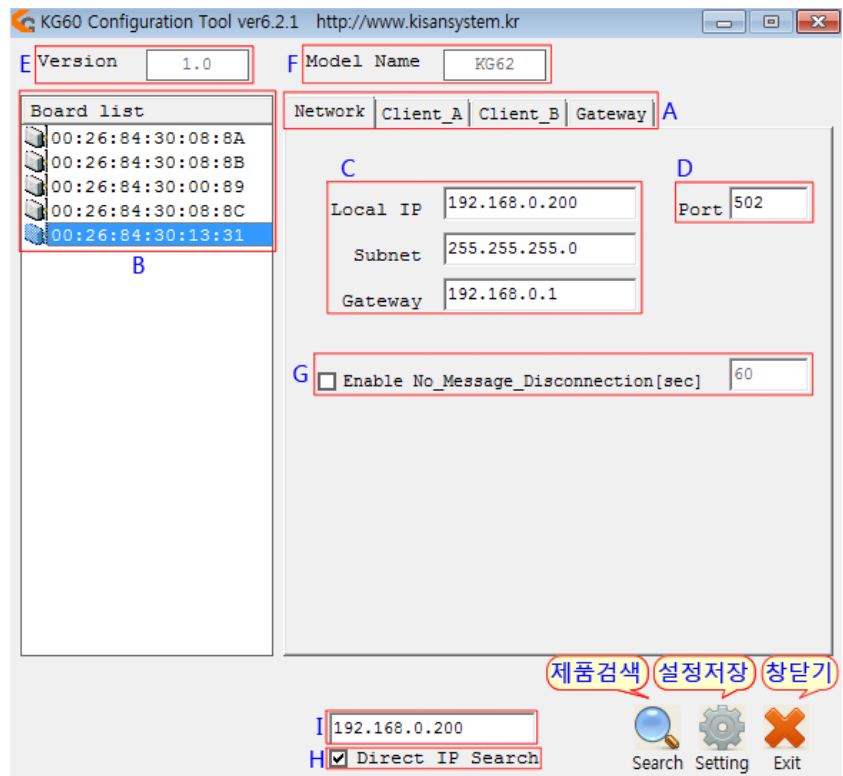 KG60 Configuration Tool ver6.2.1 http://www.kisansystem.kr
E Version 1.0 F Model Name KG62
Board list
00:26:84:30:08:8A
00:26:84:30:08:8B
00:26:84:30:00:89
00:26:84:30:08:8C
00:26:84:30:13:31
B
Network Client_A Client_B Gateway A
C D
Local IP 192.168.0.200 Port 502
Subnet 255.255.255.0
Gateway 192.168.0.1
G Enable No_Message_Disconnection[sec] 60
제품검색 설정저장 창닫기
I 192.168.0.200
H Direct IP Search
Search Setting Exit